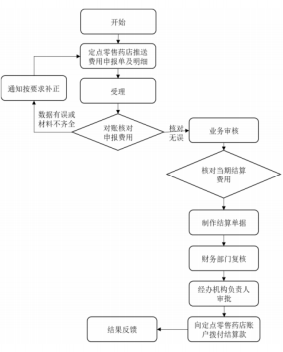 开始
定点零售药店推送
费用申报单及明细
通知按要求补正
受理
数据有误或
材料不齐全
对账核对
申报费用
核对
无误
业务审核
核对当期结算
费用
制作结算单据
财务部门复核
经办机构负责人
审批
结果反馈
向定点零售药店账
户拨付结算款